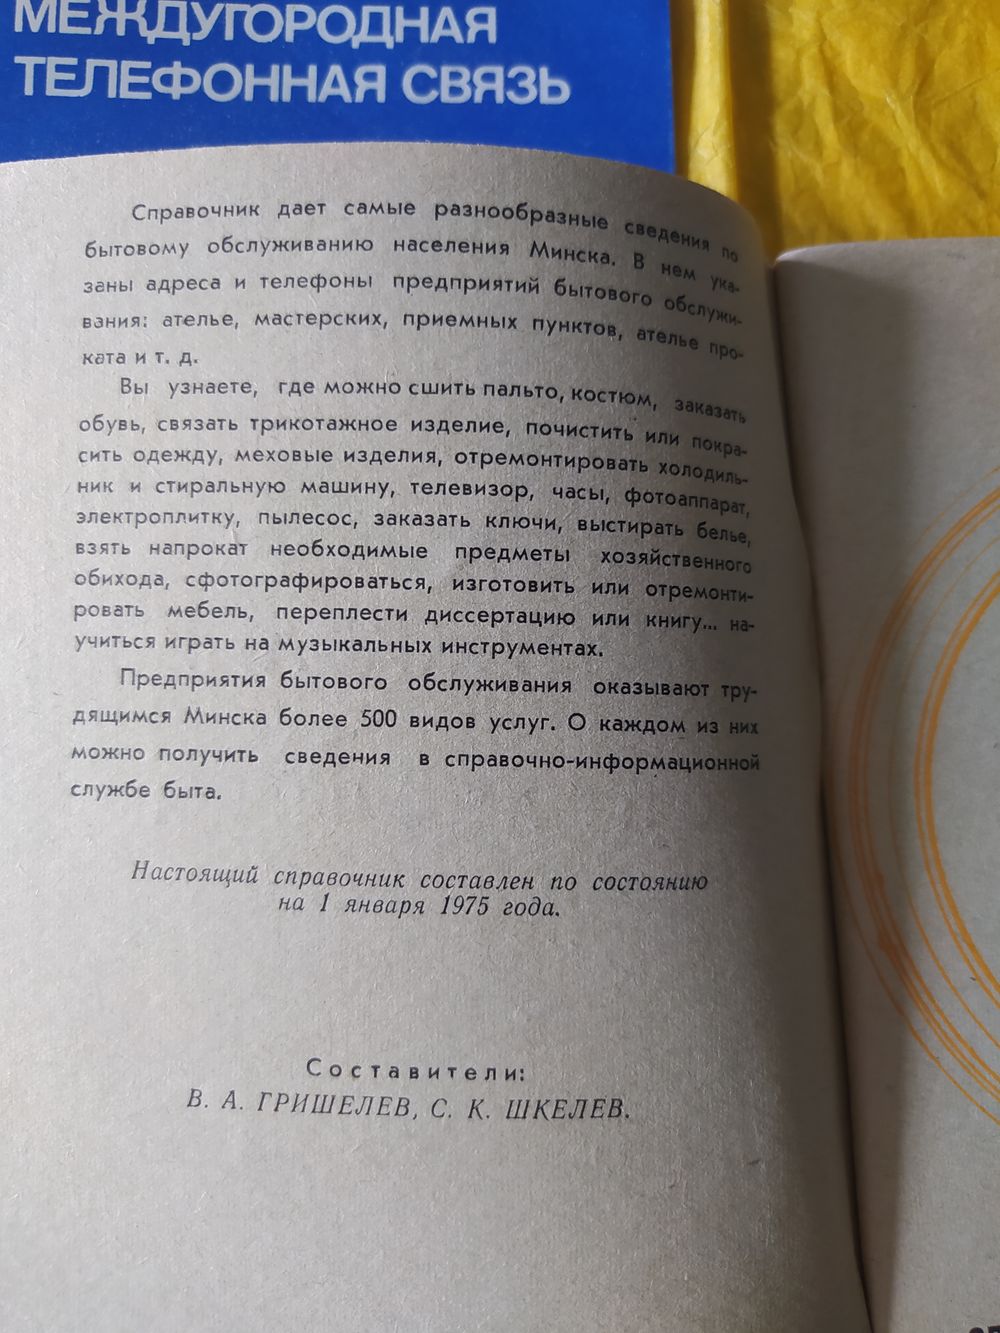 МЕЖДУГОРОДНАЯ
ТЕЛЕФОННАЯ СВЯЗЬ
Справочник дает самые разнообразные сведения по
бытовому обслуживанию населения Минска. В нем ука-
заны адреса и телефоны предприятий бытового обслужи-
вания: ателье, мастерских, приемных пунктов, ателье про-
ката и т. д.
Вы узнаете, где можно сшить пальто, костюм, заказать
обувь, связать трикотажное изделие, почистить или покра-
сить одежду, меховые изделия, отремонтировать холодиль-
ник и стиральную машину, телевизор, часы, фотоаппарат,
электроплитку, пылесос, заказать ключи, выстирать белье,
взять напрокат необходимые предметы хозяйственного
обихода, сфотографироваться, изготовить или отремонти-
ровать мебель, переплести диссертацию или книгу... на-
учиться играть на музыкальных инструментах.
Предприятия бытового обслуживания оказывают тру-
дящимся Минска более 500 видов услуг. О каждом из них
можно получить сведения в справочно-информационной
службе быта.
Настоящий справочник составлен по состоянию
на 1 января 1975 года.
Составители:
В. А. ГРИШЕЛЕВ, С. К. ШКЕЛЕВ.